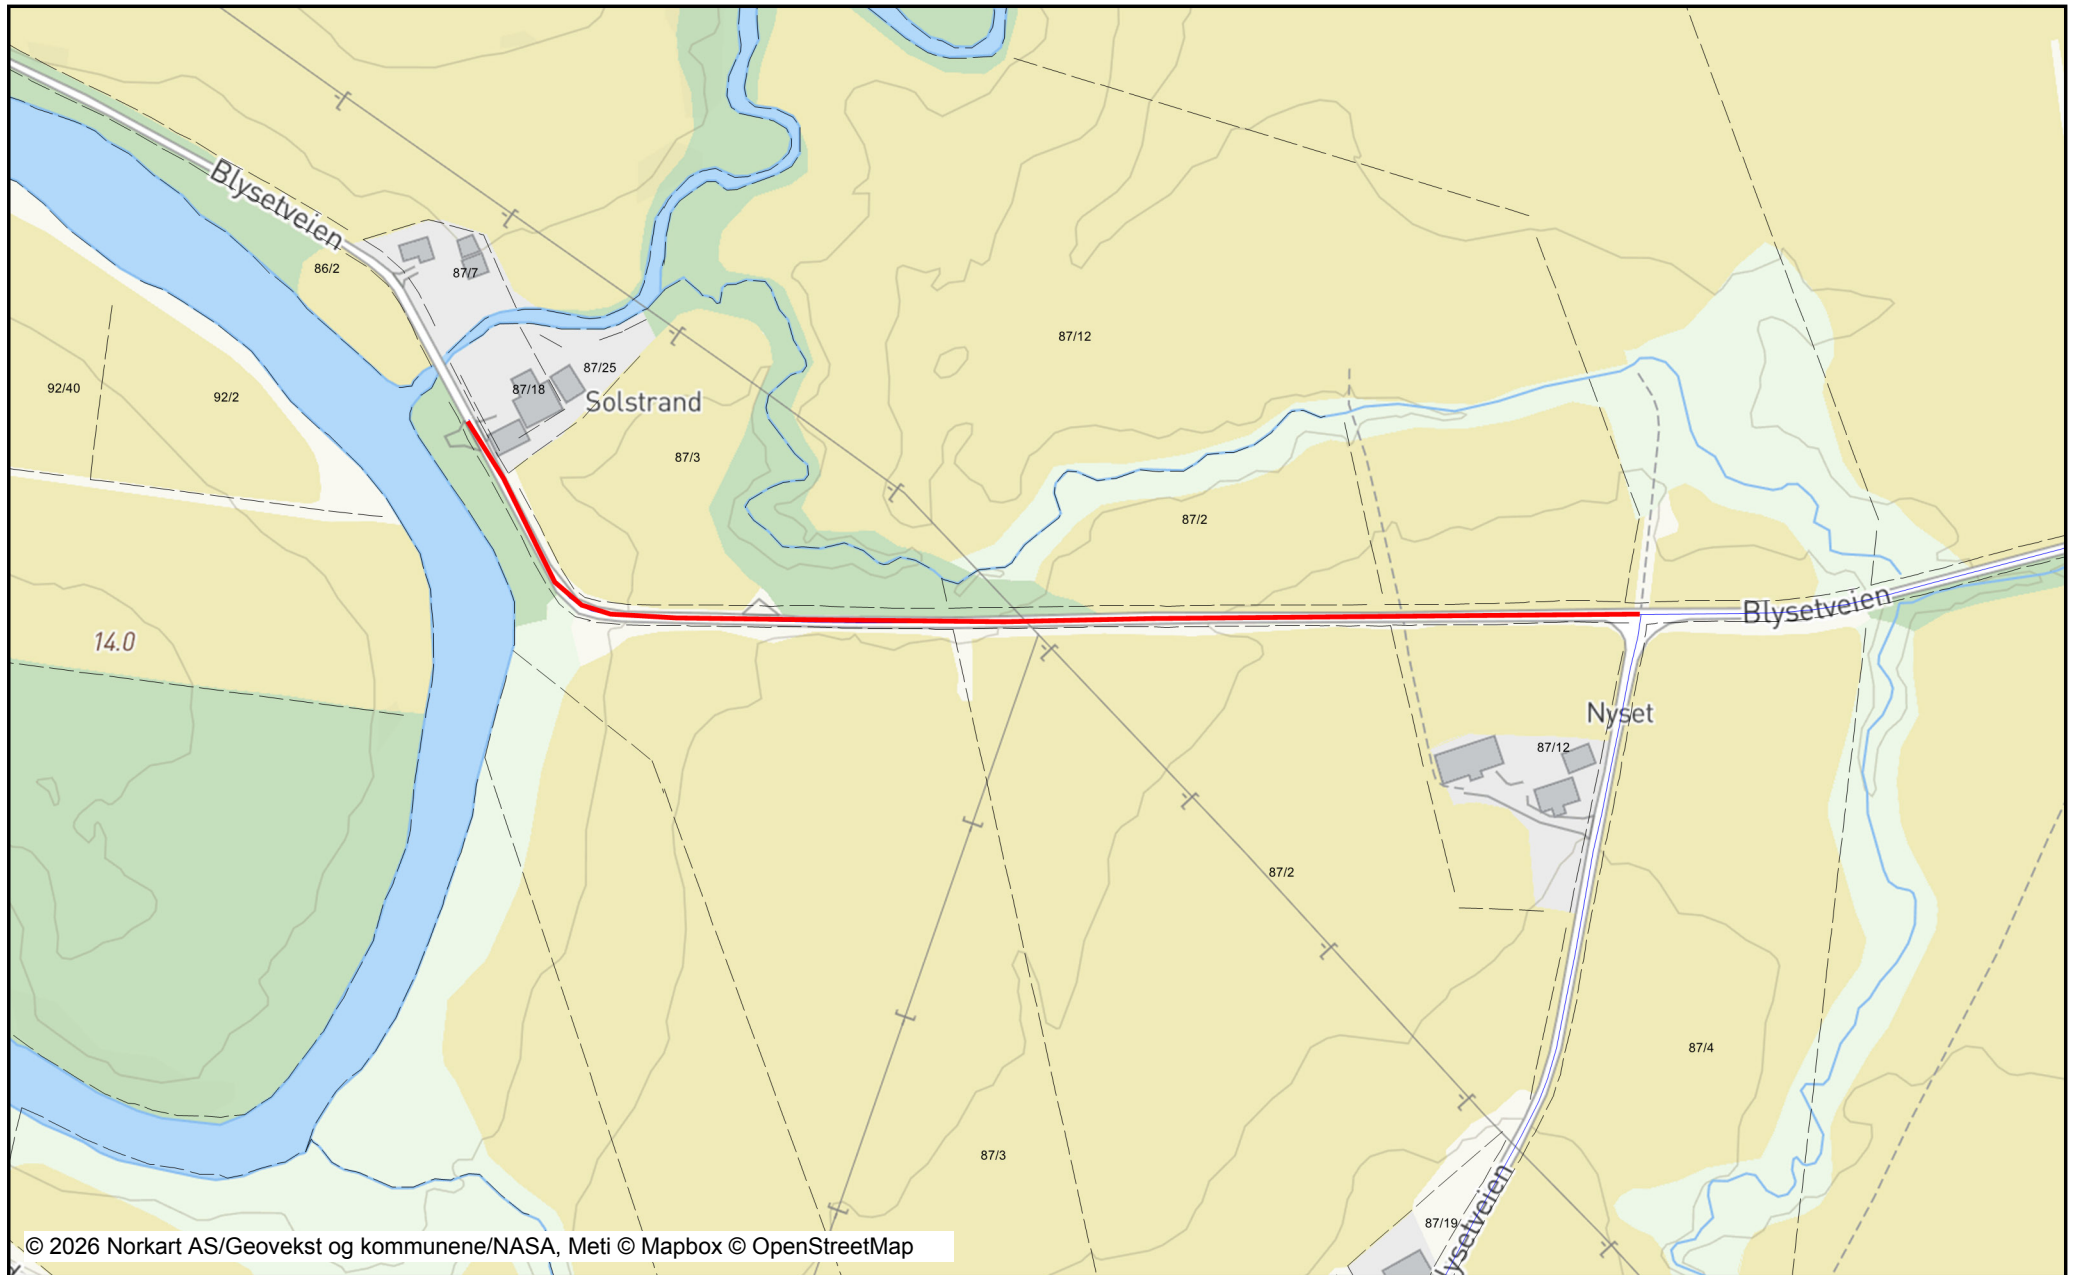 Blysetveien
86/2
87/7
87/12
92/40
92/2
87/18
87/25
Solstrand
87/3
87/2
Blysetveien
14.0
Nyset
87/12
87/2
87/4
87/3
87/19
lysetveien
© 2026 Norkart AS/Geovekst og kommunene/NASA, Meti © Mapbox © OpenStreetMap